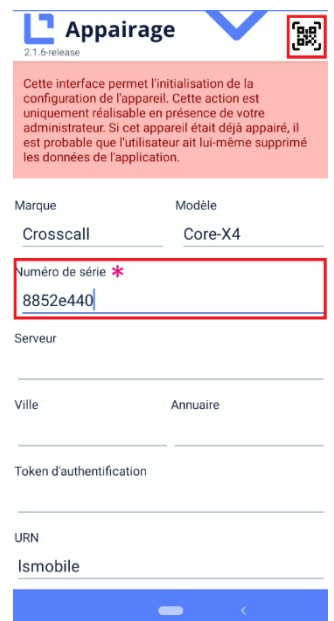 Appairage
2.1.6-release
Cette interface permet l'initialisation de la
configuration de l'appareil. Cette action est
uniquement réalisable en présence de votre
administrateur. Si cet appareil était déjà appairé, il
est probable que l'utilisateur ait lui-même supprimé
les données de l'application.
Marque Modèle
Crosscall Core-X4
Numéro de série *
8852e440
Serveur
Ville Annuaire
Token d'authentification
URN
Ismobile